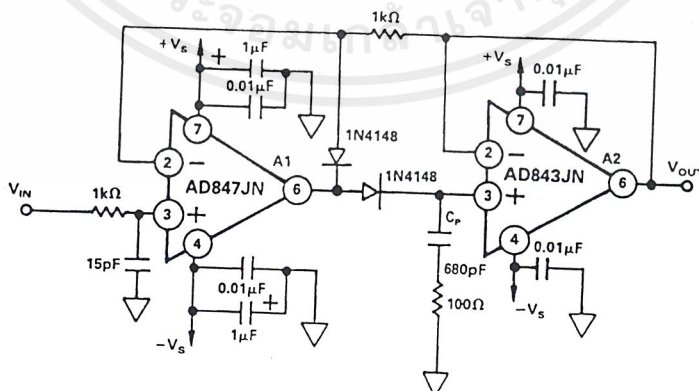 1kΩ
+VS
+
1µF
0.01µF
+VS
0.01µF
7
7
1N4148
2
−
A1
1N4148
2
−
A2
AD847JN
6
AD843JN
6
VOUT
VIN
1kΩ
3
+
3
+
4
CP
4
15pF
0.01µF
680pF
0.01µF
+
1µF
100Ω
−VS
−VS